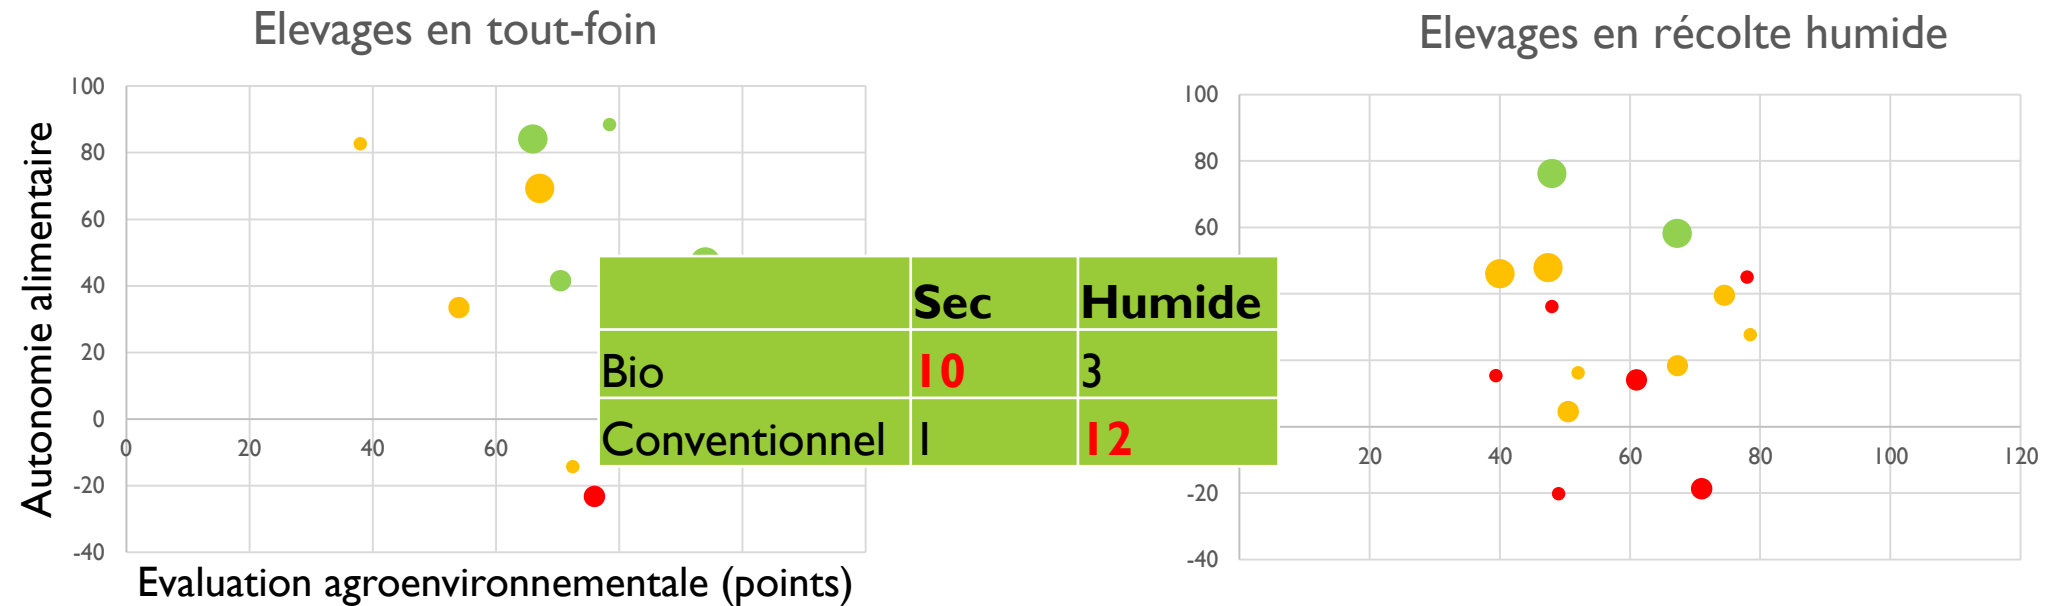 Elevages en tout-foin
100
80
60
40
20
0
-20
-40
0 20 40 60
Autonomie alimentaire
Evaluation agroenvironnementale (points)
Sec Humide
Bio 10 3
Conventionnel 1 12
Elevages en récolte humide
100
80
60
-20
-40
20 40 60 80 100 120